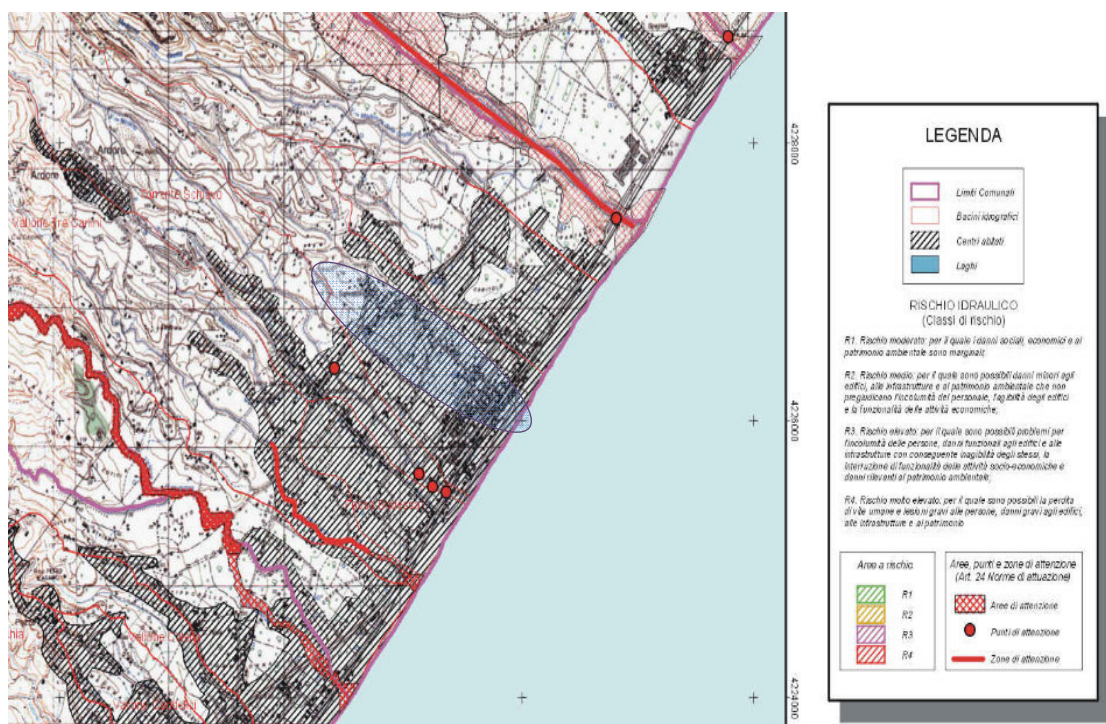 Ardore
Ardore
4228000
4226000
4224000
LEGENDA
Limiti Comunali
Bacini idrografici
Centri abitati
Laghi
RISCHIO IDRAULICO
(Classi di rischio)
R1. Rischio moderato: per il quale i danni sociali, economici e al
patrimonio ambientale sono marginali;
R2. Rischio medio: per il quale sono possibili danni minori agli
edifici, alle infrastrutture e al patrimonio ambientale che non
pregiudicano l'incolumità del personale, l'agibilità degli edifici
e la funzionalità delle attività economiche;
R3. Rischio elevato: per il quale sono possibili problemi per
l'incolumità delle persone, danni funzionali agli edifici e alle
infrastrutture con conseguente inagibilità degli stessi, la
interruzione di funzionalità delle attività socio-economiche e
danni rilevanti al patrimonio ambientale;
R4. Rischio molto elevato: per il quale sono possibili la perdita
di vite umane e lesioni gravi alle persone, danni gravi agli edifici,
alle infrastrutture e al patrimonio
Aree a rischio
R1
R2
R3
R4
Aree, punti e zone di attenzione
(Art. 24 Norme di attuazione)
Aree di attenzione
Punti di attenzione
Zone di attenzione